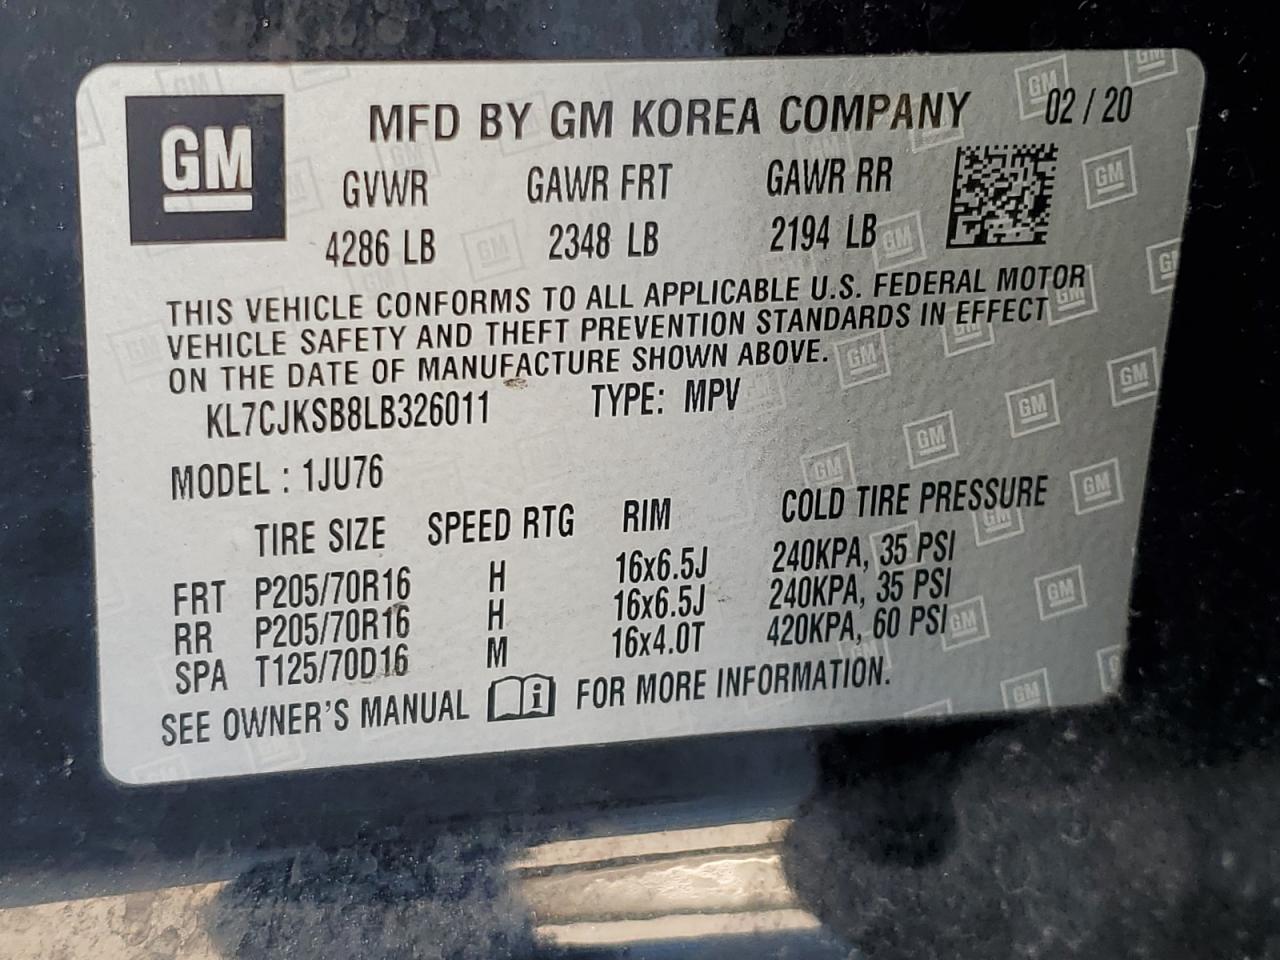 GM MFD BY GM KOREA COMPANY 02 / 20
GVWR GAWR FRT GAWR RR
4286 LB 2348 LB 2194 LB
THIS VEHICLE CONFORMS TO ALL APPLICABLE U.S. FEDERAL MOTOR
VEHICLE SAFETY AND THEFT PREVENTION STANDARDS IN EFFECT
ON THE DATE OF MANUFACTURE SHOWN ABOVE.
KL7CJKSB8LB326011 TYPE: MPV
MODEL : 1JU76
TIRE SIZE SPEED RTG RIM COLD TIRE PRESSURE
FRT P205/70R16 H 16x6.5J 240KPA, 35 PSI
RR P205/70R16 H 16x6.5J 240KPA, 35 PSI
SPA T125/70D16 M 16x4.0T 420KPA, 60 PSI
SEE OWNER'S MANUAL i FOR MORE INFORMATION.